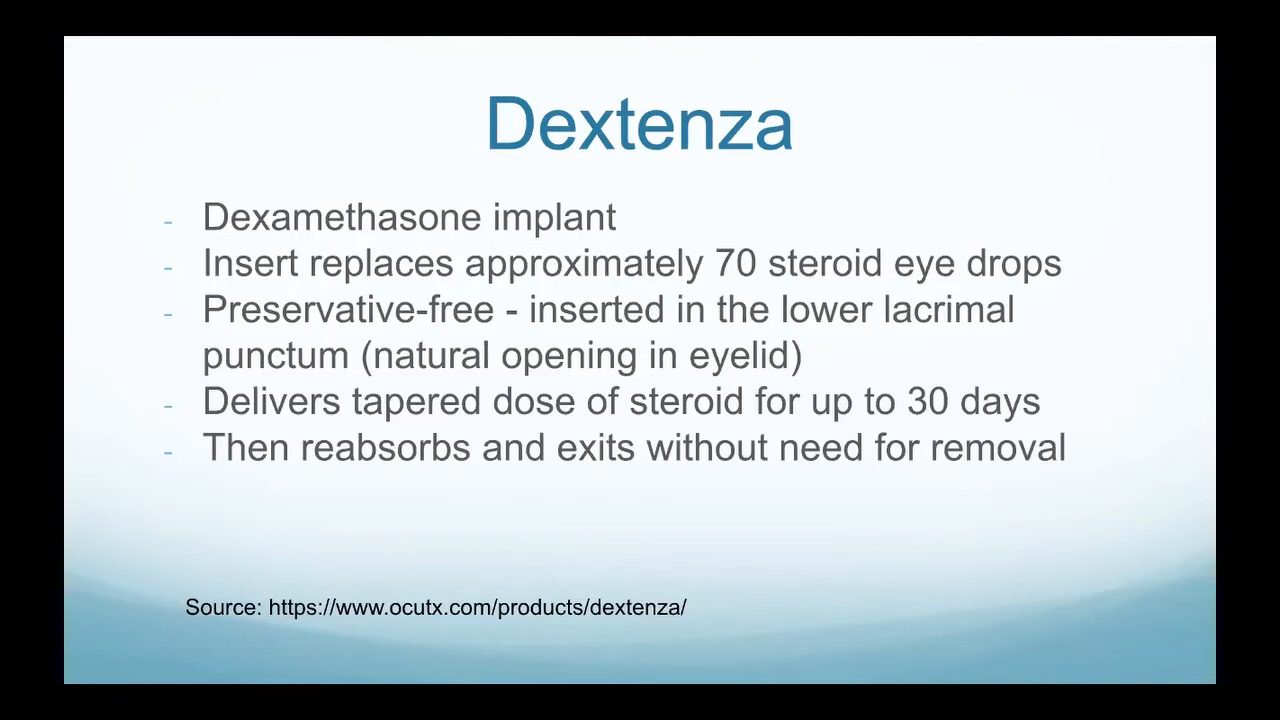 Dextenza
- Dexamethasone implant
- Insert replaces approximately 70 steroid eye drops
- Preservative-free - inserted in the lower lacrimal
punctum (natural opening in eyelid)
- Delivers tapered dose of steroid for up to 30 days
- Then reabsorbs and exits without need for removal
Source: https://www.ocutx.com/products/dextenza/